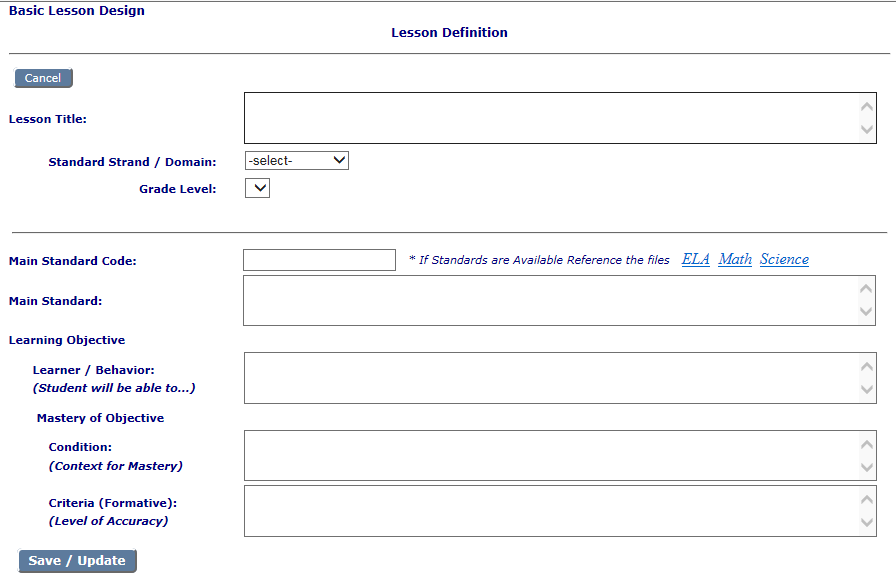 Basic Lesson Design
Lesson Definition
Cancel
Lesson Title:
Standard Strand / Domain: -select-
Grade Level:
Main Standard Code: * If Standards are Available Reference the files ELA Math Science
Main Standard:
Learning Objective
Learner / Behavior:
(Student will be able to...)
Mastery of Objective
Condition:
(Context for Mastery)
Criteria (Formative):
(Level of Accuracy)
Save / Update